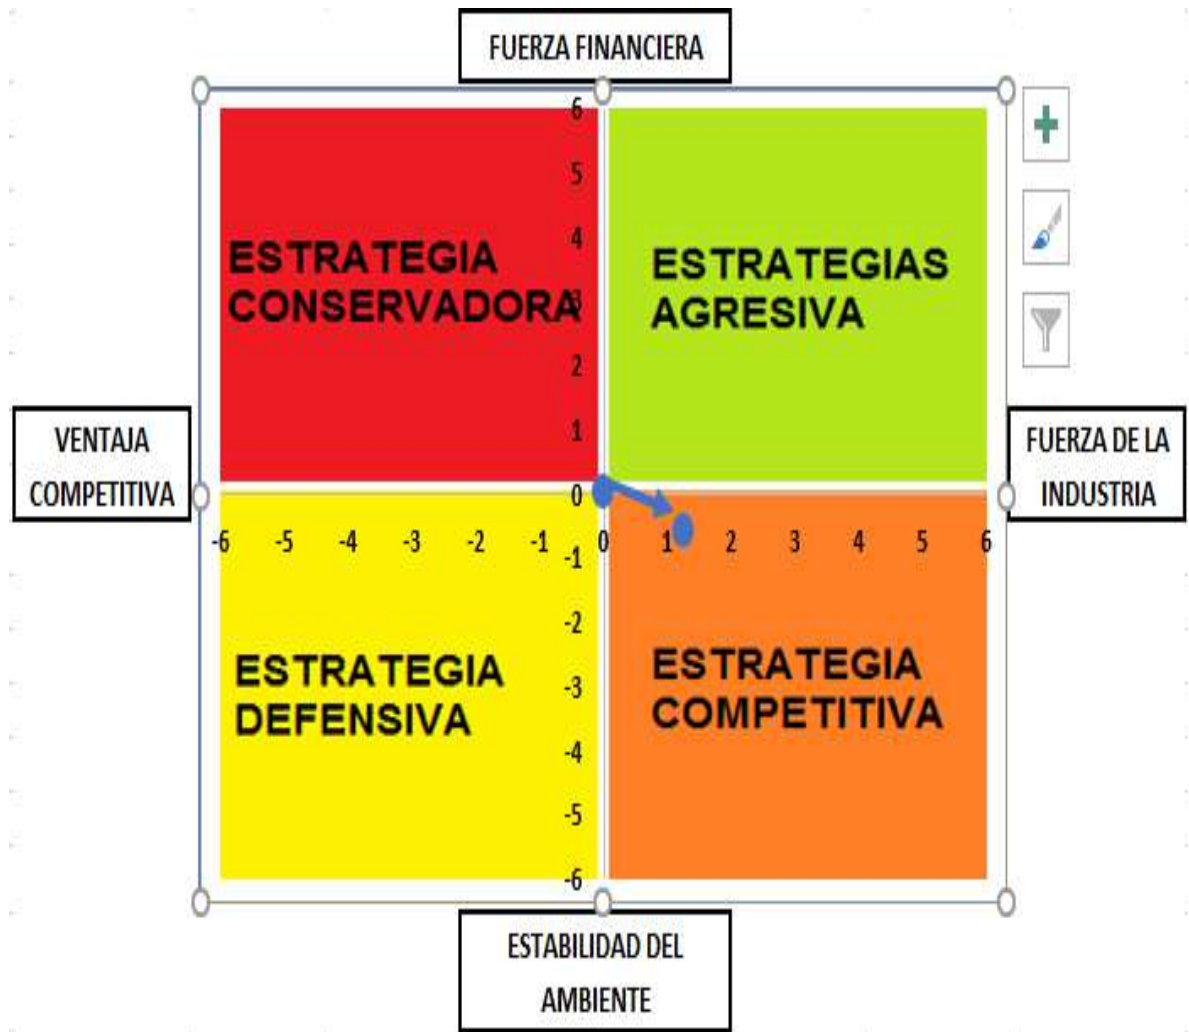 FUERZA FINANCIERA
6
5
4
3
2
1
0
ESTRATEGIA
CONSERVADORA
ESTRATEGIAS
AGRESIVA
VENTAJA
COMPETITIVA
FUERZA DE LA
INDUSTRIA
-6 -5 -4 -3 -2 -1 0 1 2 3 4 5 6
-1
-2
-3
-4
-5
-6
ESTRATEGIA
DEFENSIVA
ESTRATEGIA
COMPETITIVA
ESTABILIDAD DEL
AMBIENTE